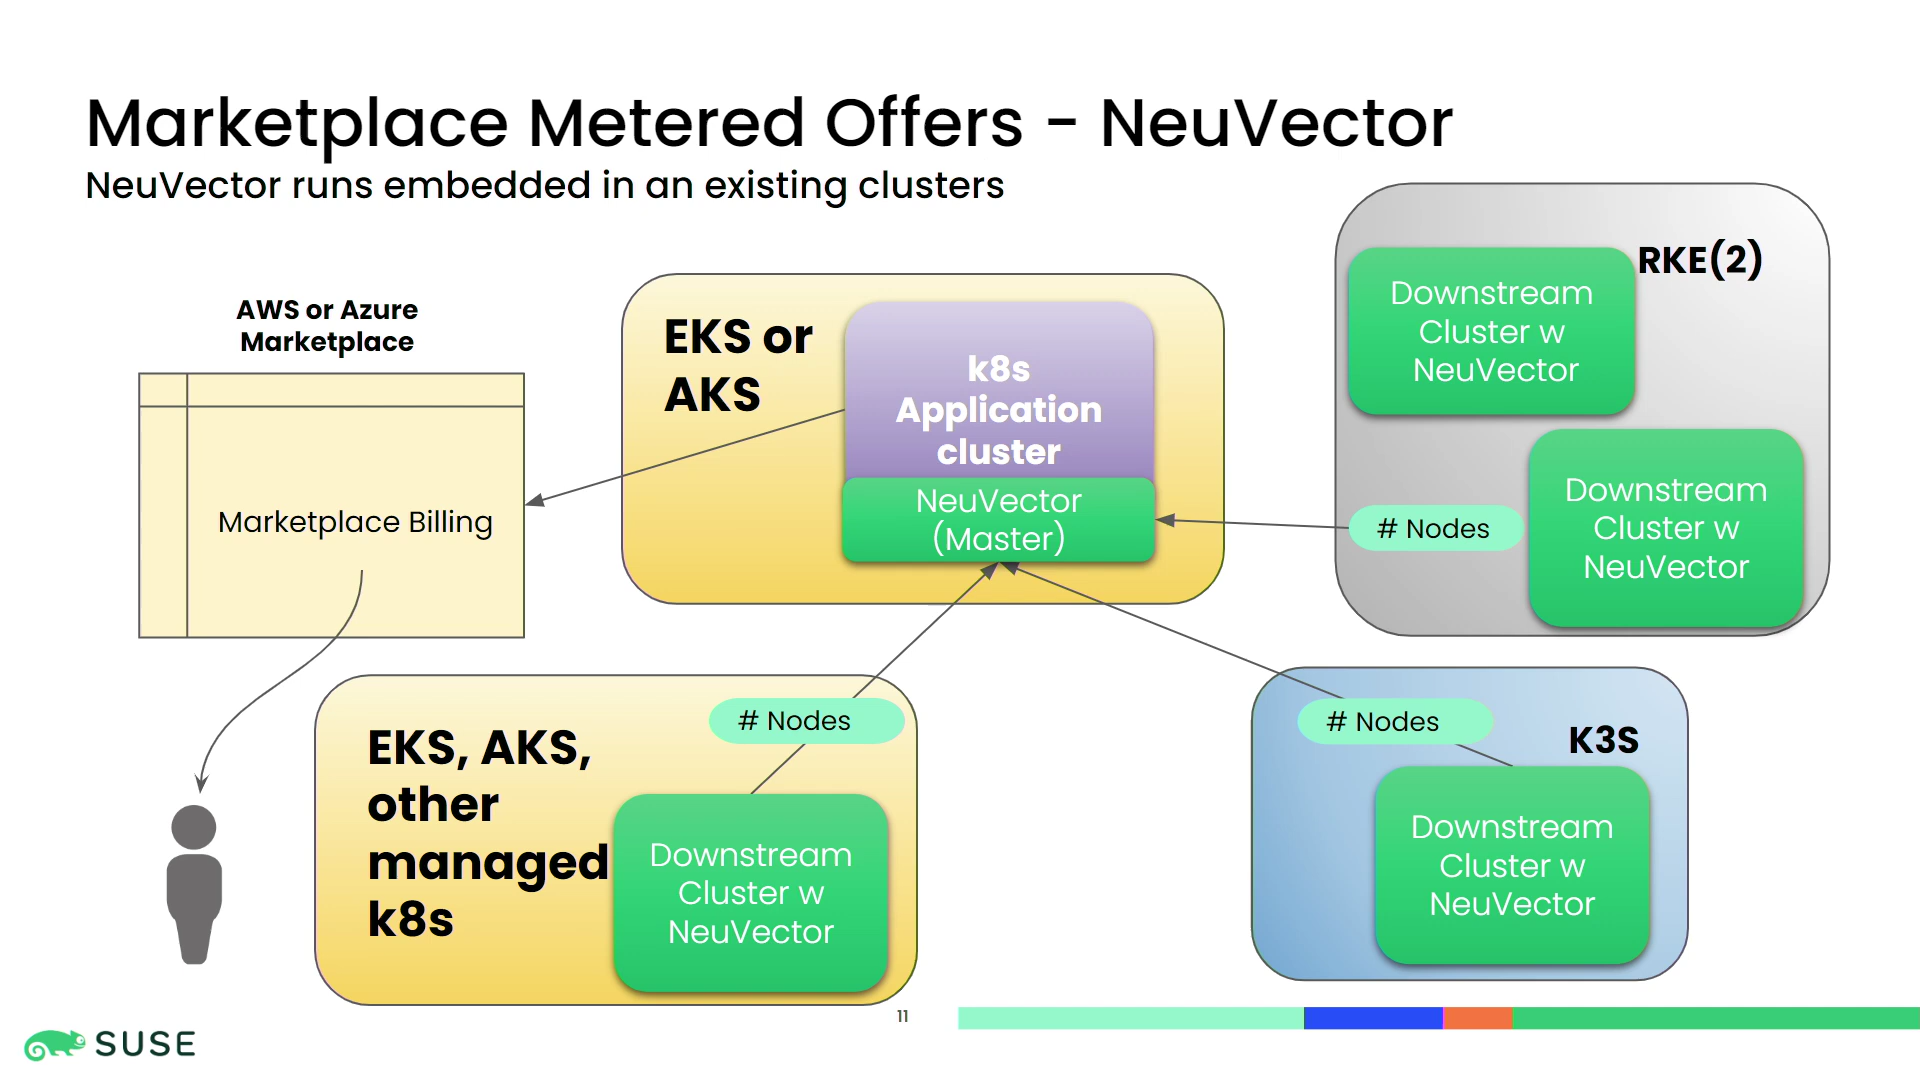 Marketplace Metered Offers - NeuVector
NeuVector runs embedded in an existing clusters
AWS or Azure
Marketplace
Marketplace Billing
EKS or
AKS
k8s
Application
cluster
NeuVector
(Master)
RKE(2)
Downstream
Cluster w
NeuVector
# Nodes
Downstream
Cluster w
NeuVector
EKS, AKS,
other
managed
k8s
# Nodes
Downstream
Cluster w
NeuVector
# Nodes
K3S
Downstream
Cluster w
NeuVector
11
SUSE